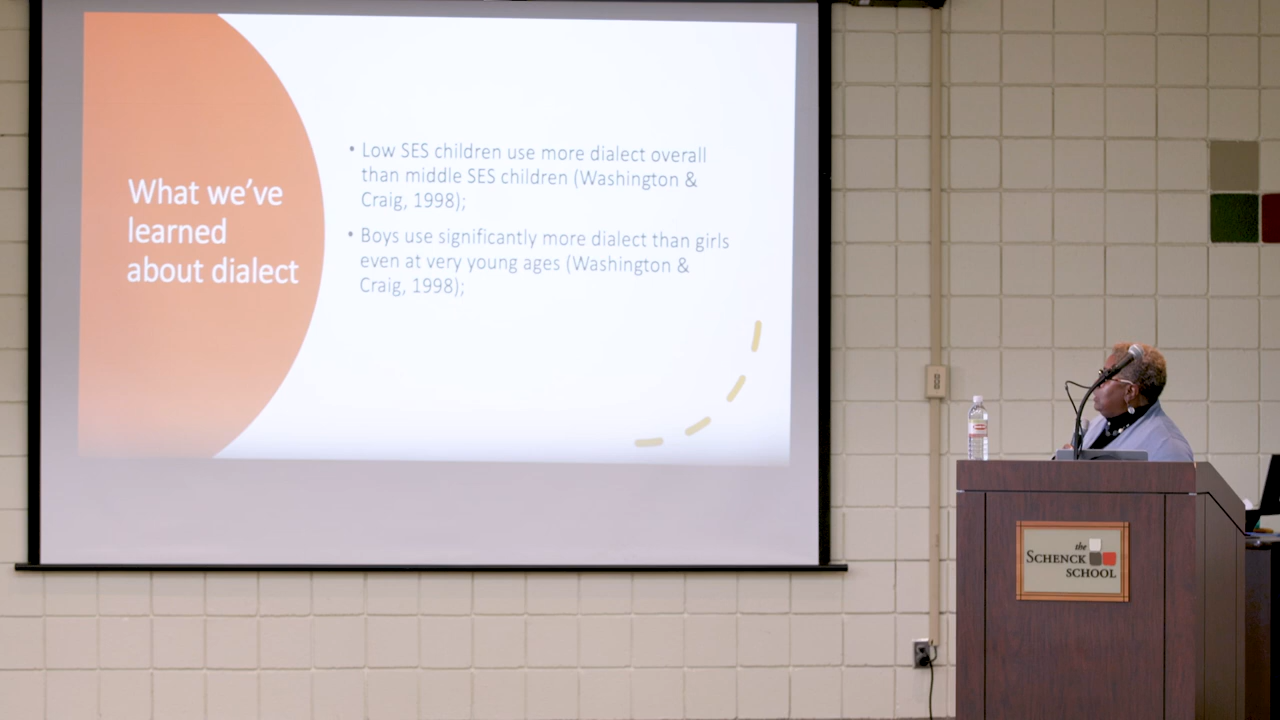 What we've
learned
about dialect
• Low SES children use more dialect overall
than middle SES children (Washington &
Craig, 1998);
• Boys use significantly more dialect than girls
even at very young ages (Washington &
Craig, 1998);
the
SCHENCK
SCHOOL